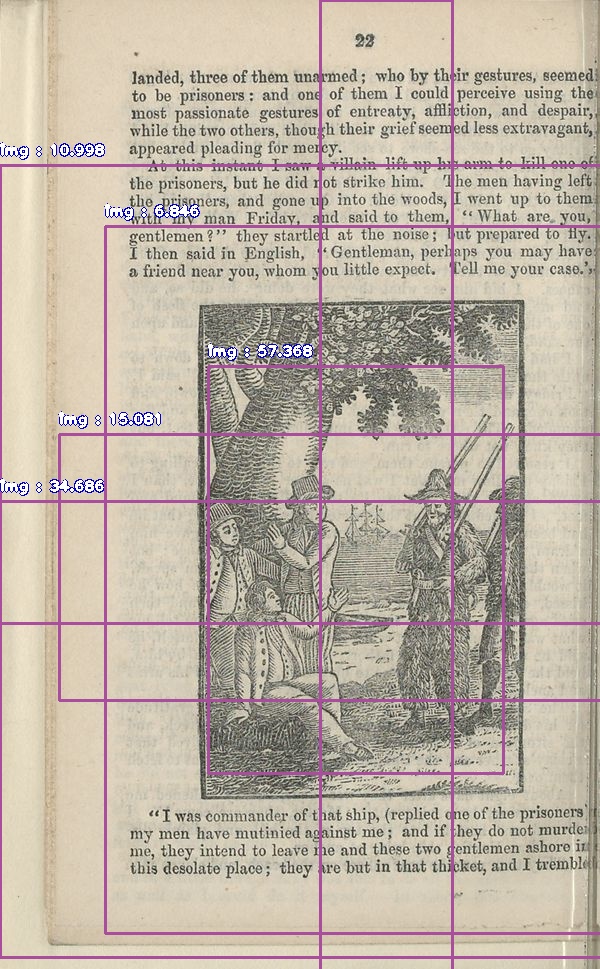 22
landed, three of them unarmed; who by their gestures, seemed
to be prisoners: and one of them I could perceive using the
most passionate gestures of entreaty, affliction, and despair,
while the two others, though their grief seemed less extravagant,
appeared pleading for mercy.
img : 10.998
At this instant I saw a villain lift up his arm to kill one of
the prisoners, but he did not strike him. The men having left
the prisoners, and gone up into the woods, I went up to them
img : 6.846
with my man Friday, and said to them, "What are you,
gentlemen?" they startled at the noise; but prepared to fly.
I then said in English, "Gentleman, perhaps you may have
a friend near you, whom you little expect. Tell me your case.",
img : 57.368
img : 15.081
img : 34.686
"I was commander of that ship, (replied one of the prisoners
my men have mutinied against me; and if they do not murder
me, they intend to leave me and these two gentlemen ashore in
this desolate place; they are but in that thicket, and I tremble